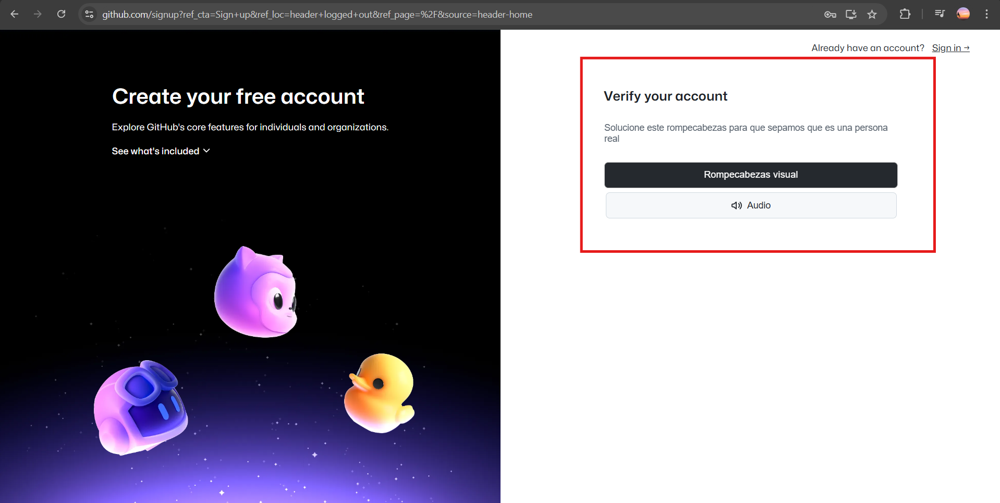 github.com/signup?ref_cta=Sign+up&ref_loc=header+logged+out&ref_page=%2F&source=header-home
Already have an account? Sign in →
Create your free account
Explore GitHub's core features for individuals and organizations.
See what's included
Verify your account
Solucione este rompecabezas para que sepamos que es una persona
real
Rompecabezas visual
Audio